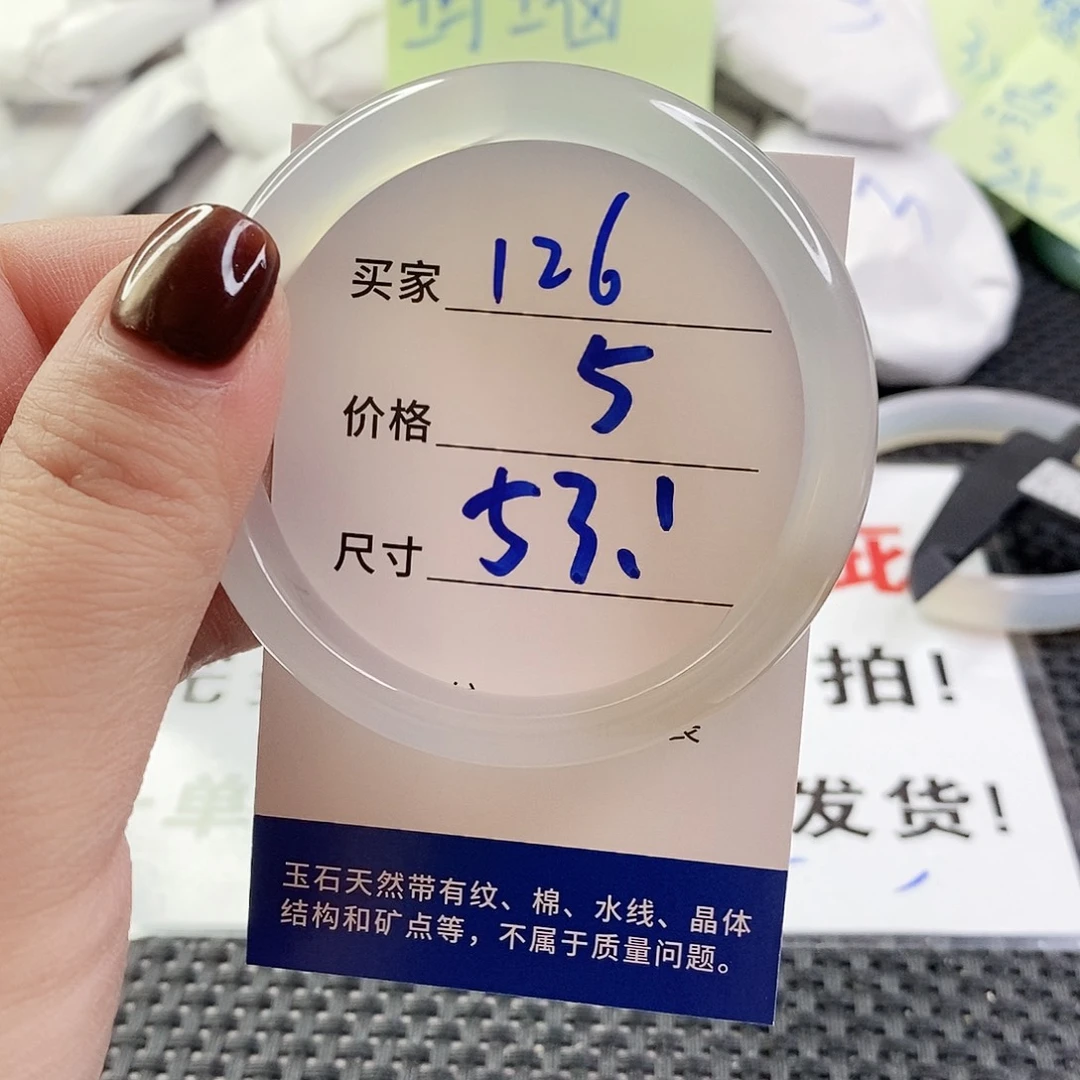 买家 126
价格 5
尺寸 53.1
玉石天然带有纹、棉、水线、晶体
结构和矿点等，不属于质量问题。
拍!
单
发货!